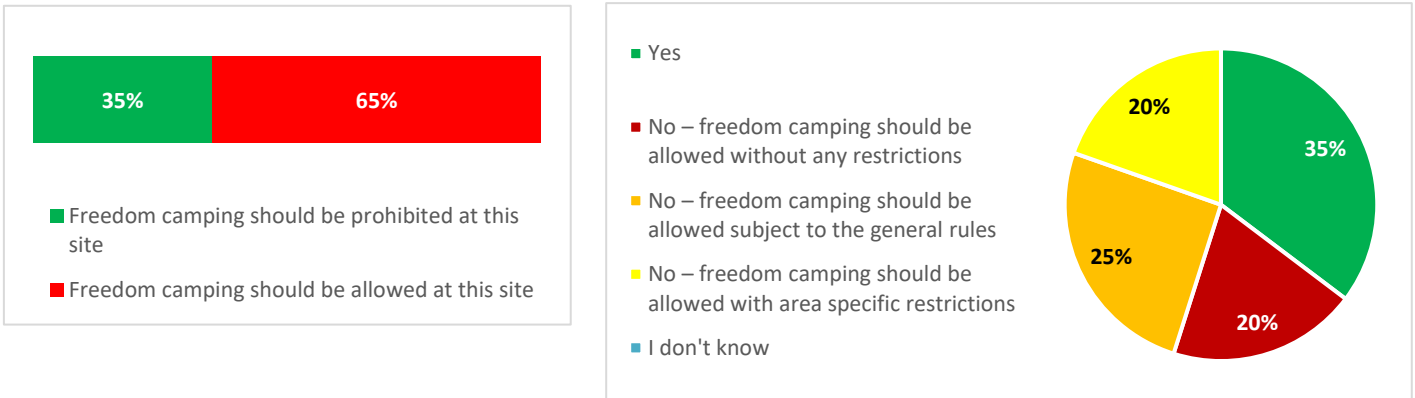 35%
65%
Freedom camping should be prohibited at this
site
Freedom camping should be allowed at this site
Yes
No – freedom camping should be
allowed without any restrictions
No – freedom camping should be
allowed subject to the general rules
No – freedom camping should be
allowed with area specific restrictions
I don't know
35%
20%
25%
20%